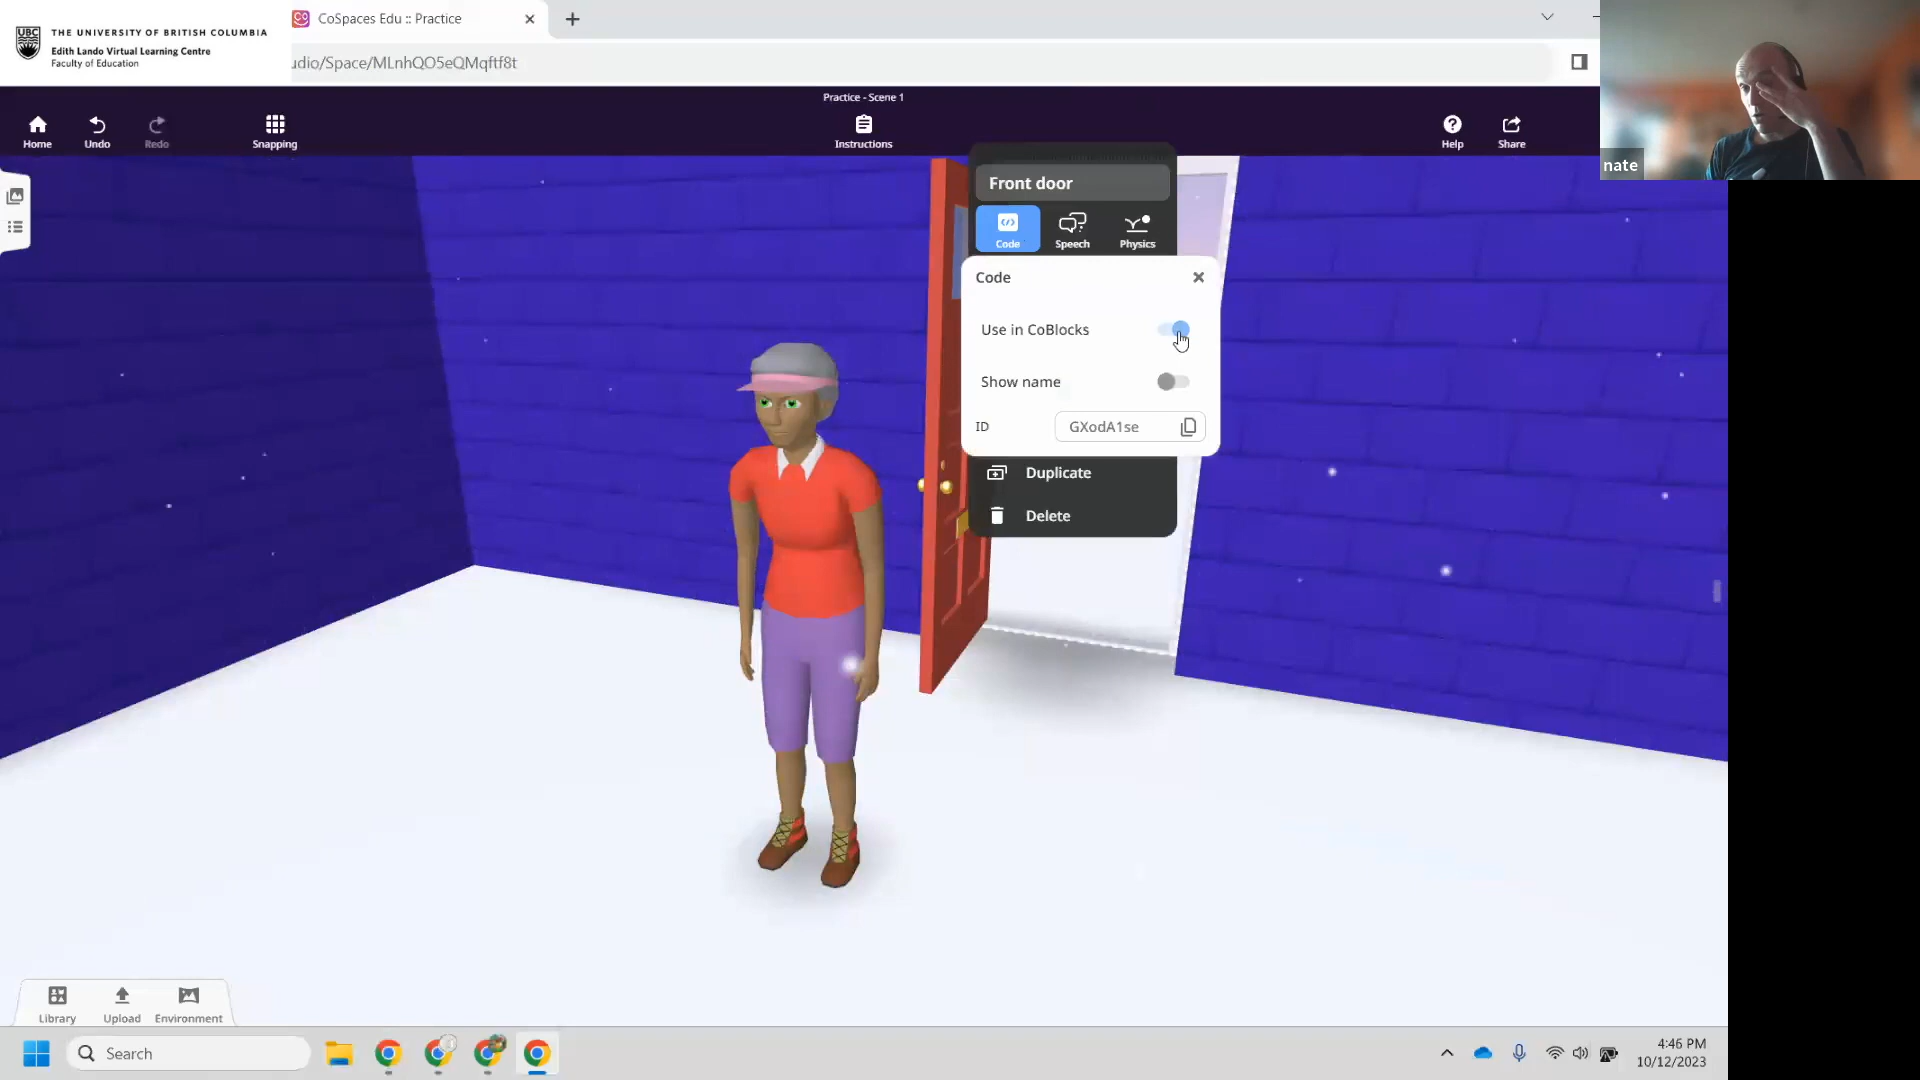 CoSpaces Edu :: Practice
UBC
THE UNIVERSITY OF BRITISH COLUMBIA
Edith Lando Virtual Learning Centre
Faculty of Education
udio/Space/MLnhQO5eQMqftf8t
Practice - Scene 1
Home
Undo
Redo
Snapping
Instructions
Help
Share
nate
Front door
Code
Speech
Physics
Code
Use in CoBlocks
Show name
ID
GXodA1se
Duplicate
Delete
Library
Upload
Environment
Search
4:46 PM
10/12/2023